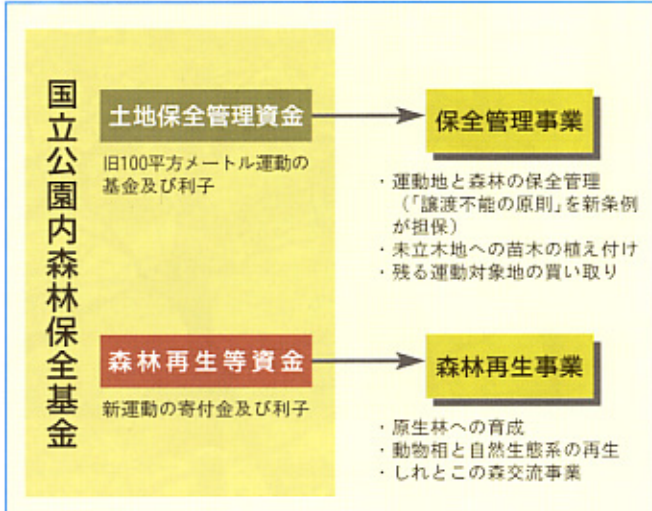 国立公園内森林保全基金
土地保全管理資金
旧100平方メートル運動の
基金及び利子
保全管理事業
・運動地と森林の保全管理
(「譲渡不能の原則」を新条例
が担保)
・未立木地への苗木の植え付け
・残る運動対象地の買い取り
森林再生等資金
新運動の寄付金及び利子
森林再生事業
・原生林への育成
・動物相と自然生態系の再生
・しれとこの森交流事業